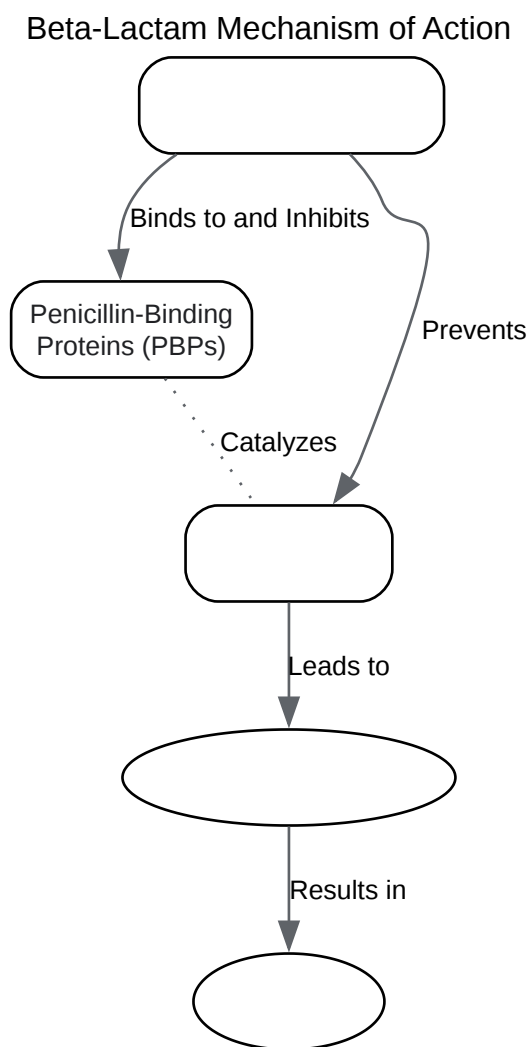 Beta-Lactam Mechanism of Action
Binds to and Inhibits
Penicillin-Binding
Proteins (PBPs)
Prevents
Catalyzes
Leads to
Results in